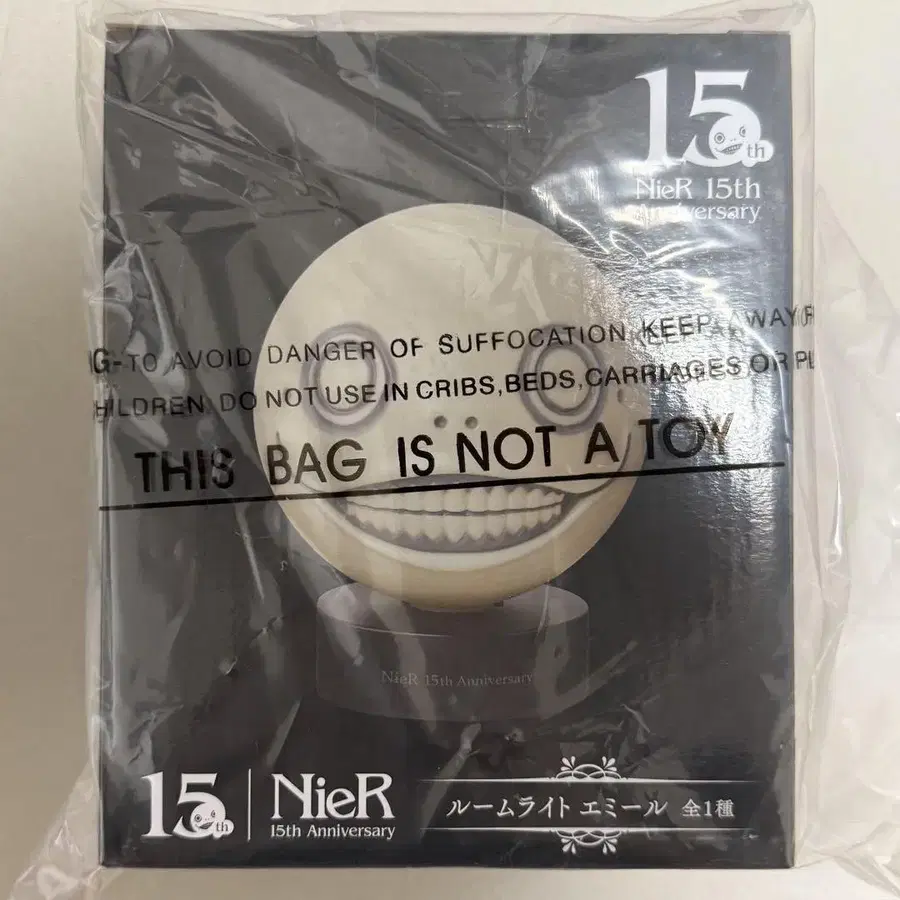 15th
NieR 15th
Anniversary
NG-TO AVOID DANGER OF SUFFOCATION KEEP AWAY
CHILDREN. DO NOT USE IN CRIBS, BEDS, CARRIAGES OR
THIS BAG IS NOT A TOY
NieR 15th Anniversary
15th
NieR
15th Anniversary
ルームライト エミール 全1種